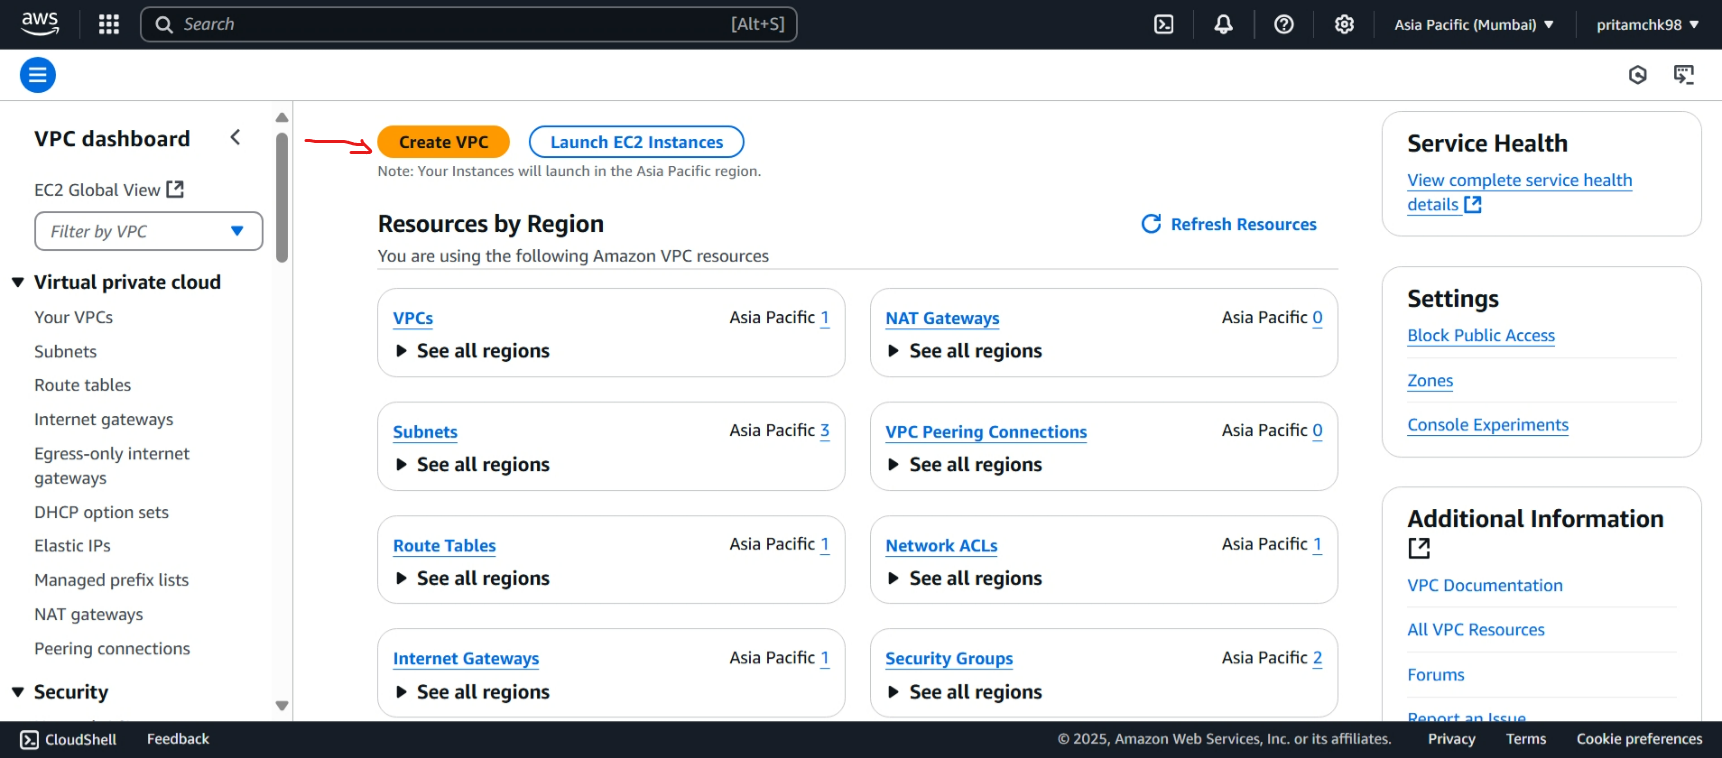 aws
Search [Alt+S]
Asia Pacific (Mumbai)
pritamchk98
VPC dashboard
EC2 Global View
Filter by VPC
Virtual private cloud
Your VPCs
Subnets
Route tables
Internet gateways
Egress-only internet
gateways
DHCP option sets
Elastic IPs
Managed prefix lists
NAT gateways
Peering connections
Security
Create VPC
Launch EC2 Instances
Note: Your Instances will launch in the Asia Pacific region.
Resources by Region
Refresh Resources
You are using the following Amazon VPC resources
VPCs Asia Pacific 1
See all regions
NAT Gateways Asia Pacific 0
See all regions
Subnets Asia Pacific 3
See all regions
VPC Peering Connections Asia Pacific 0
See all regions
Route Tables Asia Pacific 1
See all regions
Network ACLs Asia Pacific 1
See all regions
Internet Gateways Asia Pacific 1
See all regions
Security Groups Asia Pacific 2
See all regions
Service Health
View complete service health
details
Settings
Block Public Access
Zones
Console Experiments
Additional Information
VPC Documentation
All VPC Resources
Forums
Report an Issue
CloudShell
Feedback
© 2025, Amazon Web Services, Inc. or its affiliates.
Privacy
Terms
Cookie preferences